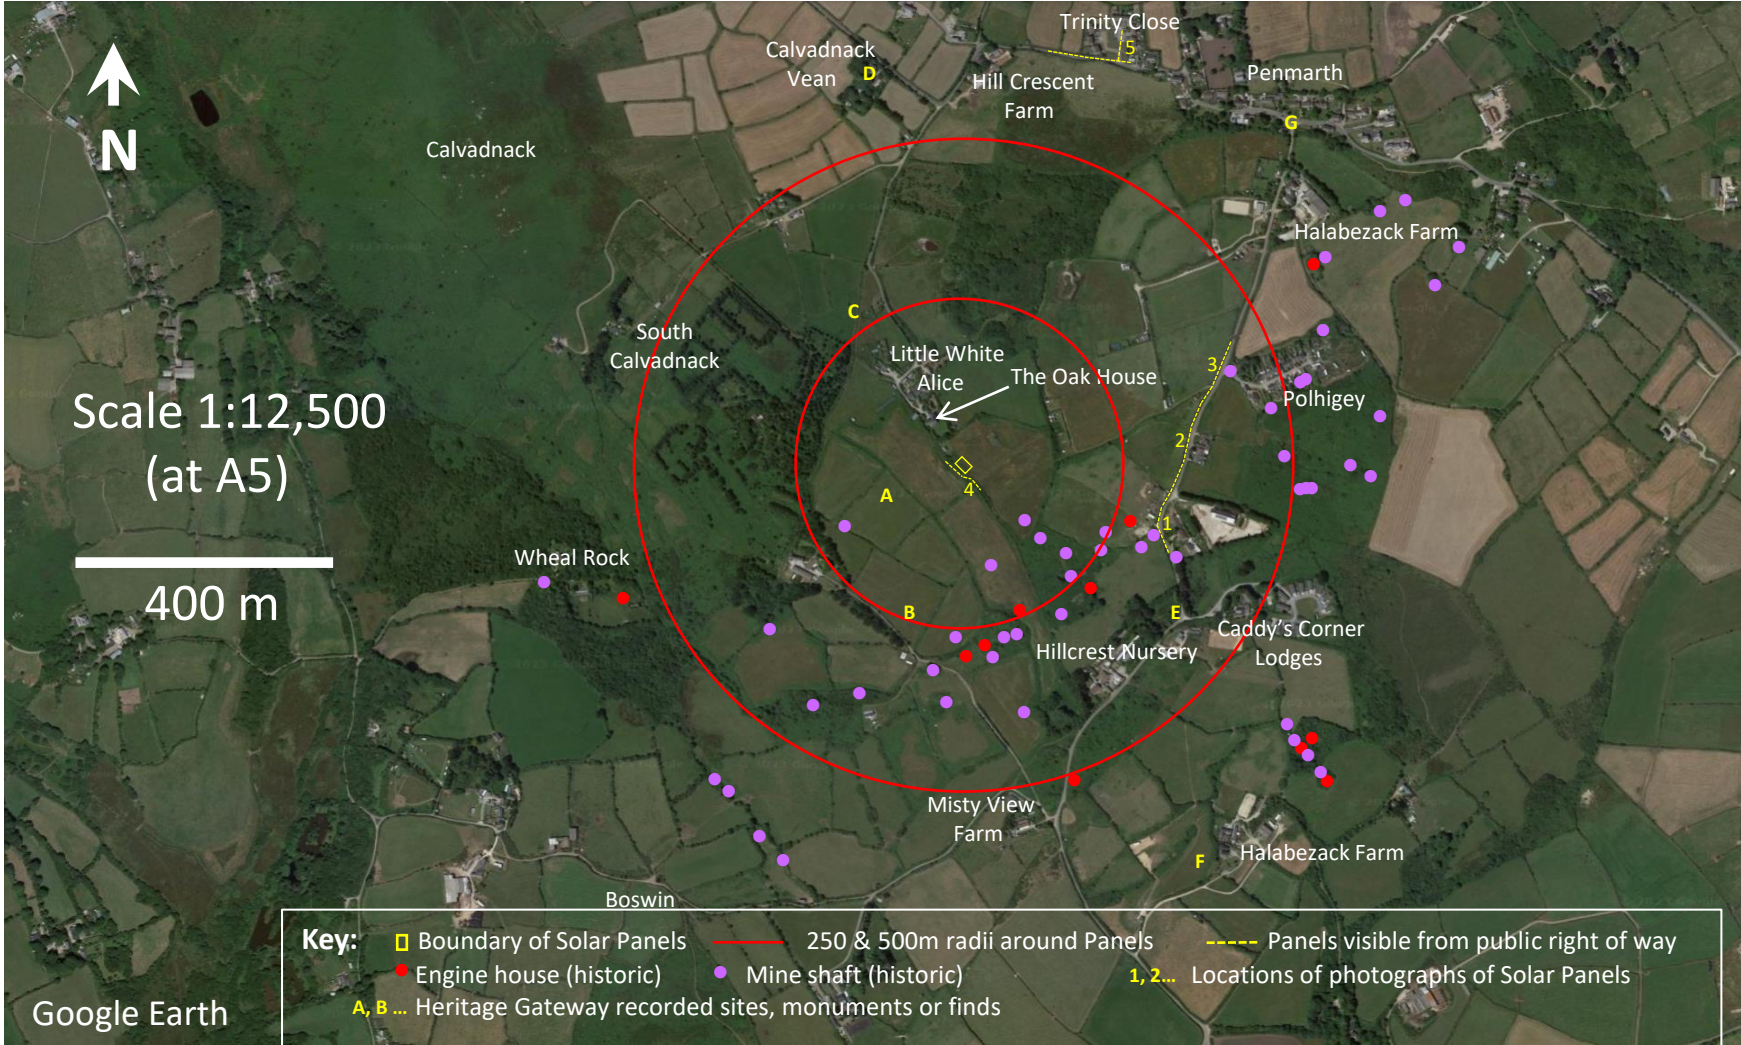 Trinity Close
5
Calvadnack
Vean
D
Hill Crescent
Farm
Penmarth
G
N
Calvadnack
Halabezack Farm
C
South
Calvadnack
Little White
Alice
The Oak House
3
Polhigey
Scale 1:12,500
(at A5)
2
A
4
1
400 m
Wheal Rock
B
E
Hillcrest Nursery
Caddy's Corner
Lodges
Misty View
Farm
F
Halabezack Farm
Boswin
Key:
Boundary of Solar Panels
250 & 500m radii around Panels
Panels visible from public right of way
Engine house (historic)
Mine shaft (historic)
1, 2... Locations of photographs of Solar Panels
A, B ... Heritage Gateway recorded sites, monuments or finds
Google Earth